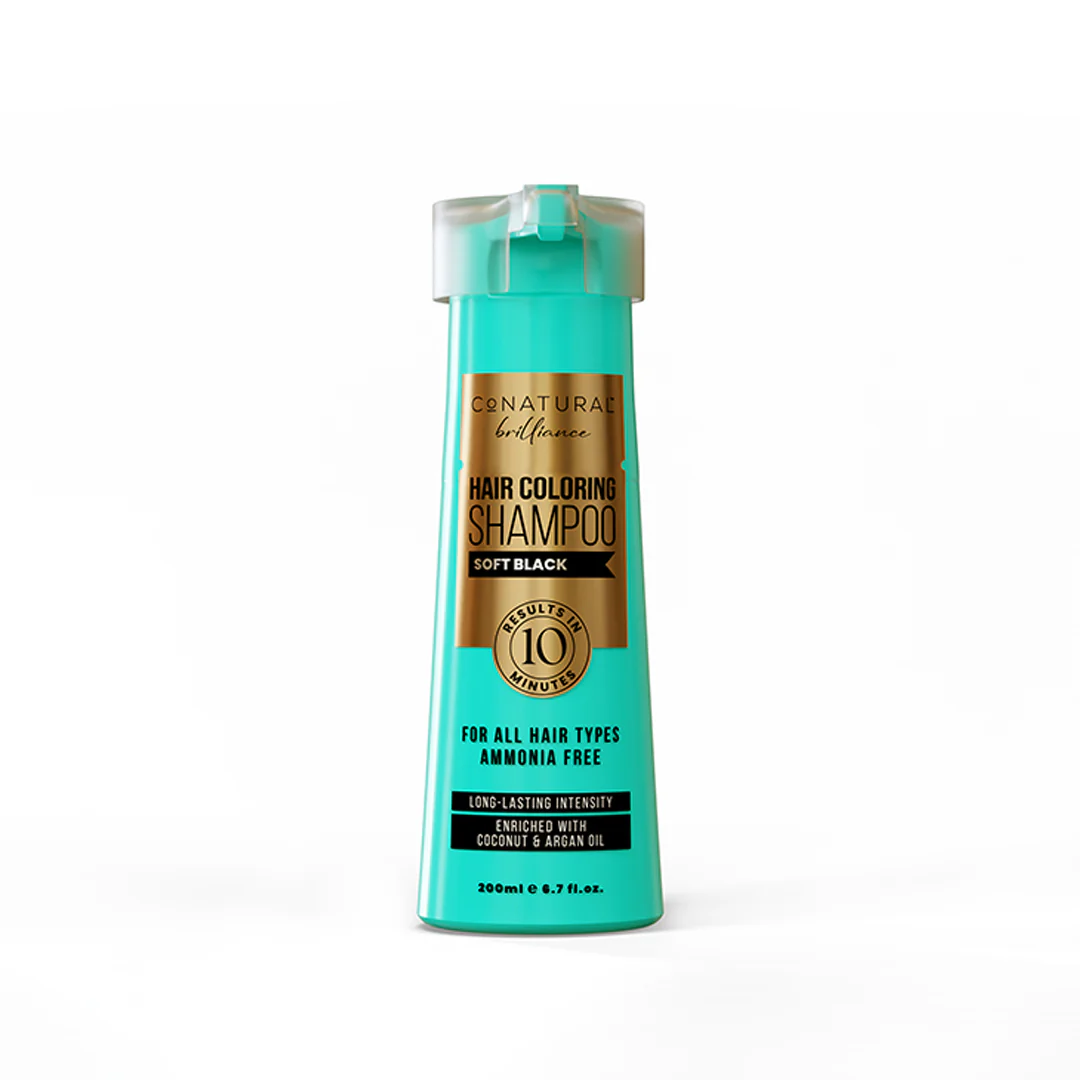 CoNATURAL™
brilliance
HAIR COLORING
SHAMPOO
SOFT BLACK
RESULTS IN
10
MINUTES
FOR ALL HAIR TYPES
AMMONIA FREE
LONG-LASTING INTENSITY
ENRICHED WITH
COCONUT & ARGAN OIL
200ml e 6.7 fl.oz.